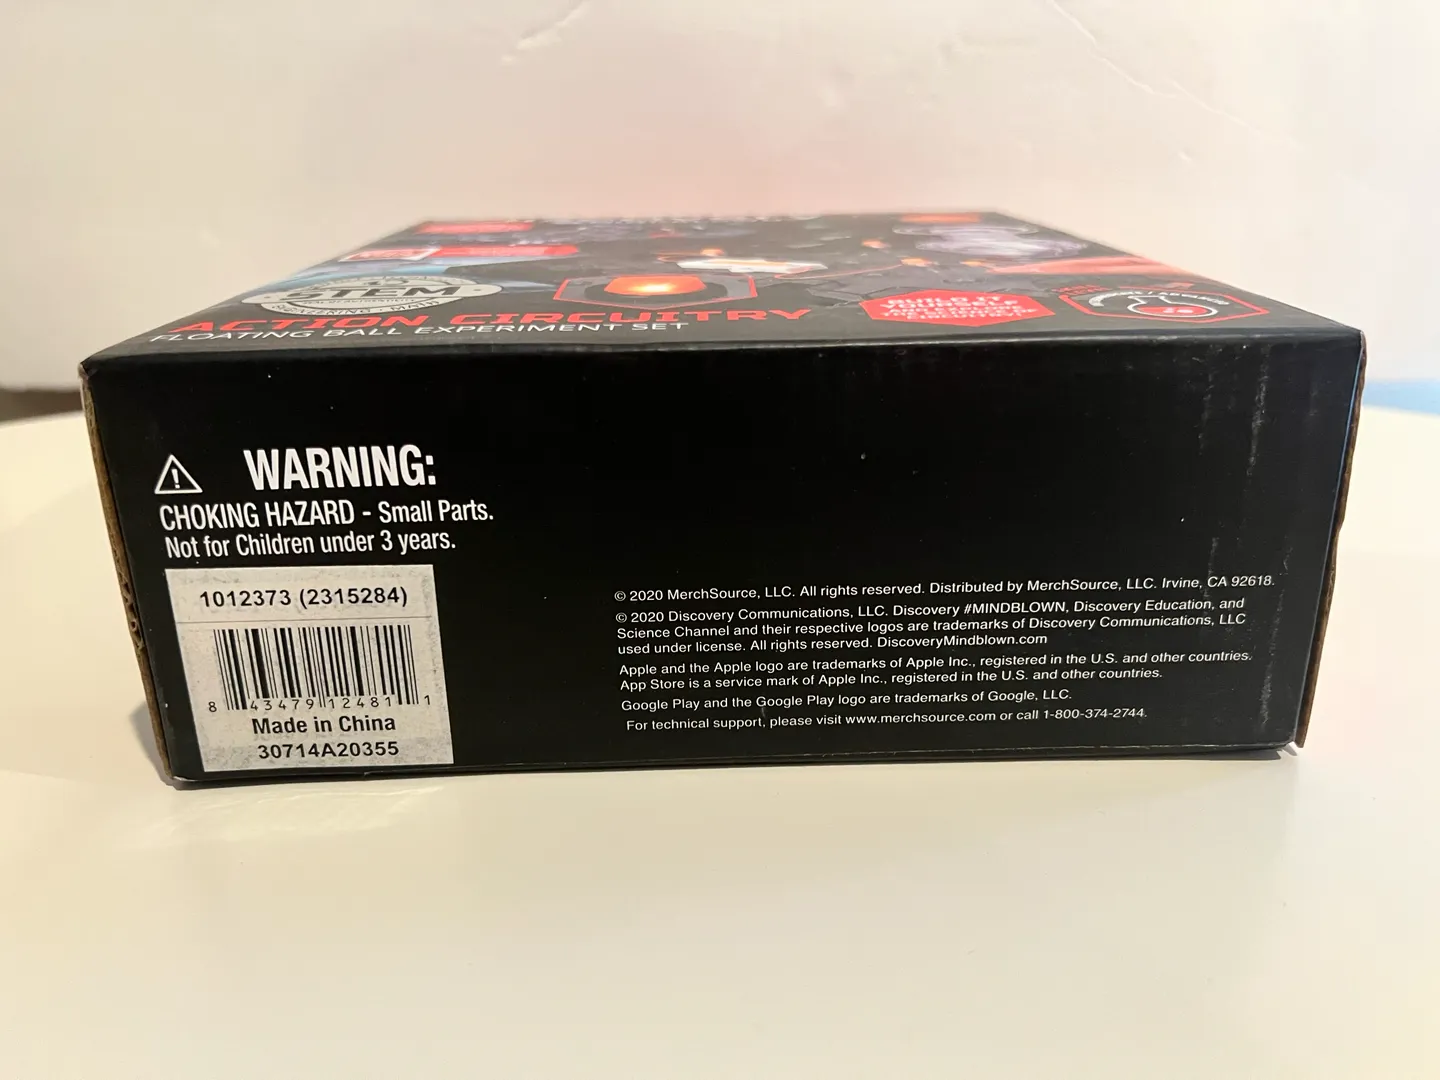 STEM
ACTION CIRCUITRY
FLOATING BALL EXPERIMENT SET
BUILD IT
YOURSELF
WARNING:
CHOKING HAZARD - Small Parts.
Not for Children under 3 years.
1012373 (2315284)
8 43479 12481 1
Made in China
30714A20355
© 2020 MerchSource, LLC. All rights reserved. Distributed by MerchSource, LLC. Irvine, CA 92618.
© 2020 Discovery Communications, LLC. Discovery #MINDBLOWN, Discovery Education, and
Science Channel and their respective logos are trademarks of Discovery Communications, LLC
used under license. All rights reserved. DiscoveryMindblown.com
Apple and the Apple logo are trademarks of Apple Inc., registered in the U.S. and other countries.
App Store is a service mark of Apple Inc., registered in the U.S. and other countries.
Google Play and the Google Play logo are trademarks of Google, LLC.
For technical support, please visit www.merchsource.com or call 1-800-374-2744.